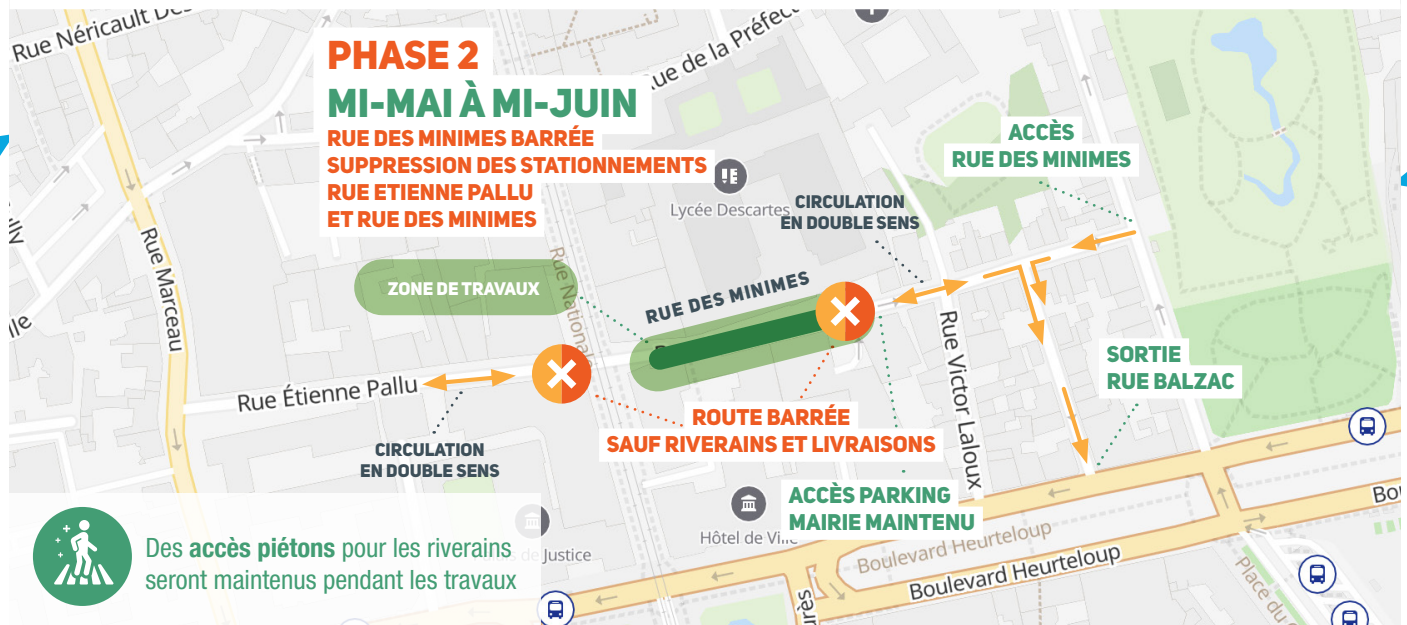 Rue Néricault
PHASE 2
MI-MAI À MI-JUIN
RUE DES MINIMES BARRÉE
SUPPRESSION DES STATIONNEMENTS
RUE ETIENNE PALLU
ET RUE DES MINIMES
Rue de la Préfec
ACCÈS
RUE DES MINIMES
Lycée Descartes
CIRCULATION
EN DOUBLE SENS
Rue Marceau
Rue Nationale
ZONE DE TRAVAUX
RUE DES MINIMES
Rue Victor Laloux
SORTIE
RUE BALZAC
Rue Étienne Pallu
ROUTE BARRÉE
SAUF RIVERAINS ET LIVRAISONS
CIRCULATION
EN DOUBLE SENS
ACCÈS PARKING
MAIRIE MAINTENU
Hôtel de Ville
de Justice
Boulevard Heurteloup
Boulevard Heurteloup
Place du
Des accès piétons pour les riverains
seront maintenus pendant les travaux